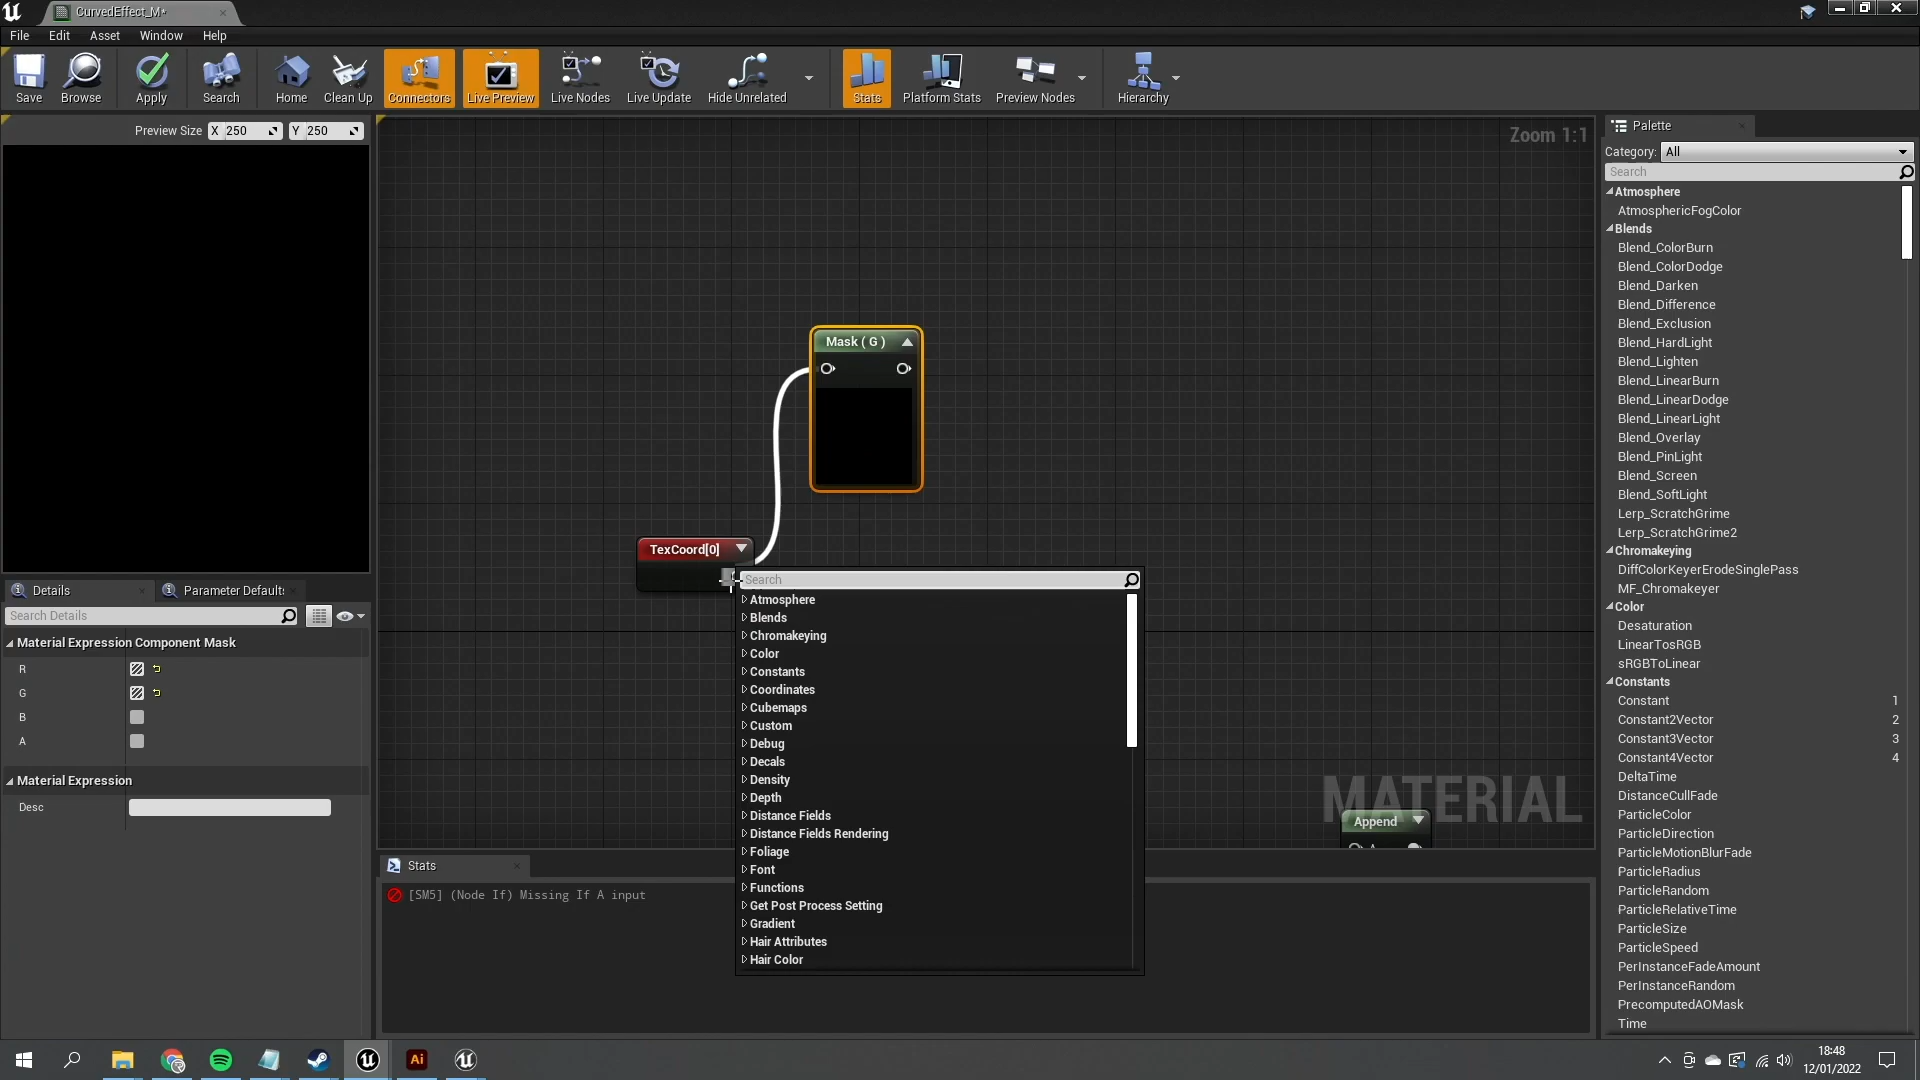 CurvedEffect_M*
File Edit Asset Window Help
Save Browse Apply Search Home Clean Up Connectors Live Preview Live Nodes Live Update Hide Unrelated Stats Platform Stats Preview Nodes Hierarchy
Preview Size X 250 Y 250
Zoom 1:1
Mask ( G )
TexCoord[0]
Search
Atmosphere
Blends
Chromakeying
Color
Constants
Coordinates
Cubemaps
Custom
Debug
Decals
Density
Depth
Distance Fields
Distance Fields Rendering
Foliage
Font
Functions
Get Post Process Setting
Gradient
Hair Attributes
Hair Color
MATERIAL
Append
A
Details
Parameter Defaults
Search Details
Material Expression Component Mask
R
G
B
A
Material Expression
Desc
Stats
[SM5] (Node If) Missing If A input
Palette
Category: All
Search
Atmosphere
AtmosphericFogColor
Blends
Blend_ColorBurn
Blend_ColorDodge
Blend_Darken
Blend_Difference
Blend_Exclusion
Blend_HardLight
Blend_Lighten
Blend_LinearBurn
Blend_LinearDodge
Blend_LinearLight
Blend_Overlay
Blend_PinLight
Blend_Screen
Blend_SoftLight
Lerp_ScratchGrime
Lerp_ScratchGrime2
Chromakeying
DiffColorKeyerErodeSinglePass
MF_Chromakeyer
Color
Desaturation
LinearTosRGB
sRGBToLinear
Constants
Constant 1
Constant2Vector 2
Constant3Vector 3
Constant4Vector 4
DeltaTime
DistanceCullFade
ParticleColor
ParticleDirection
ParticleMotionBlurFade
ParticleRadius
ParticleRandom
ParticleRelativeTime
ParticleSize
ParticleSpeed
PerInstanceFadeAmount
PerInstanceRandom
PrecomputedAOMask
Time
Ai
18:48
12/01/2022